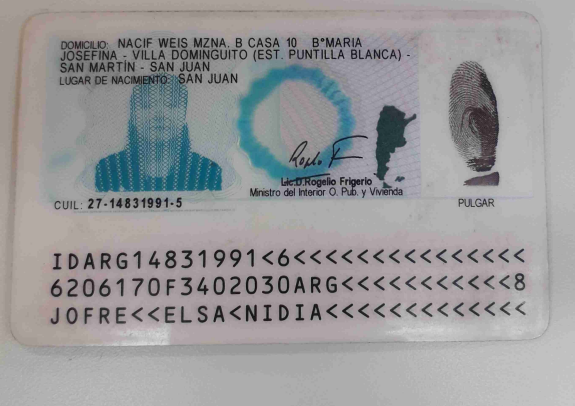 DOMICILIO: NACIF WEIS MZNA. B CASA 10 B°MARIA
JOSEFINA - VILLA DOMINGUITO (EST. PUNTILLA BLANCA) -
SAN MARTÍN - SAN JUAN
LUGAR DE NACIMIENTO: SAN JUAN
Lic.D.Rogelio Frigerio
Ministro del Interior O. Pub. y Vivienda
CUIL: 27-14831991-5
PULGAR
IDARG14831991<6<<<<<<<<<<<<<<<
6206170F3402030ARG<<<<<<<<<<<8
JOFRE<<ELSA<NIDIA<<<<<<<<<<<<<